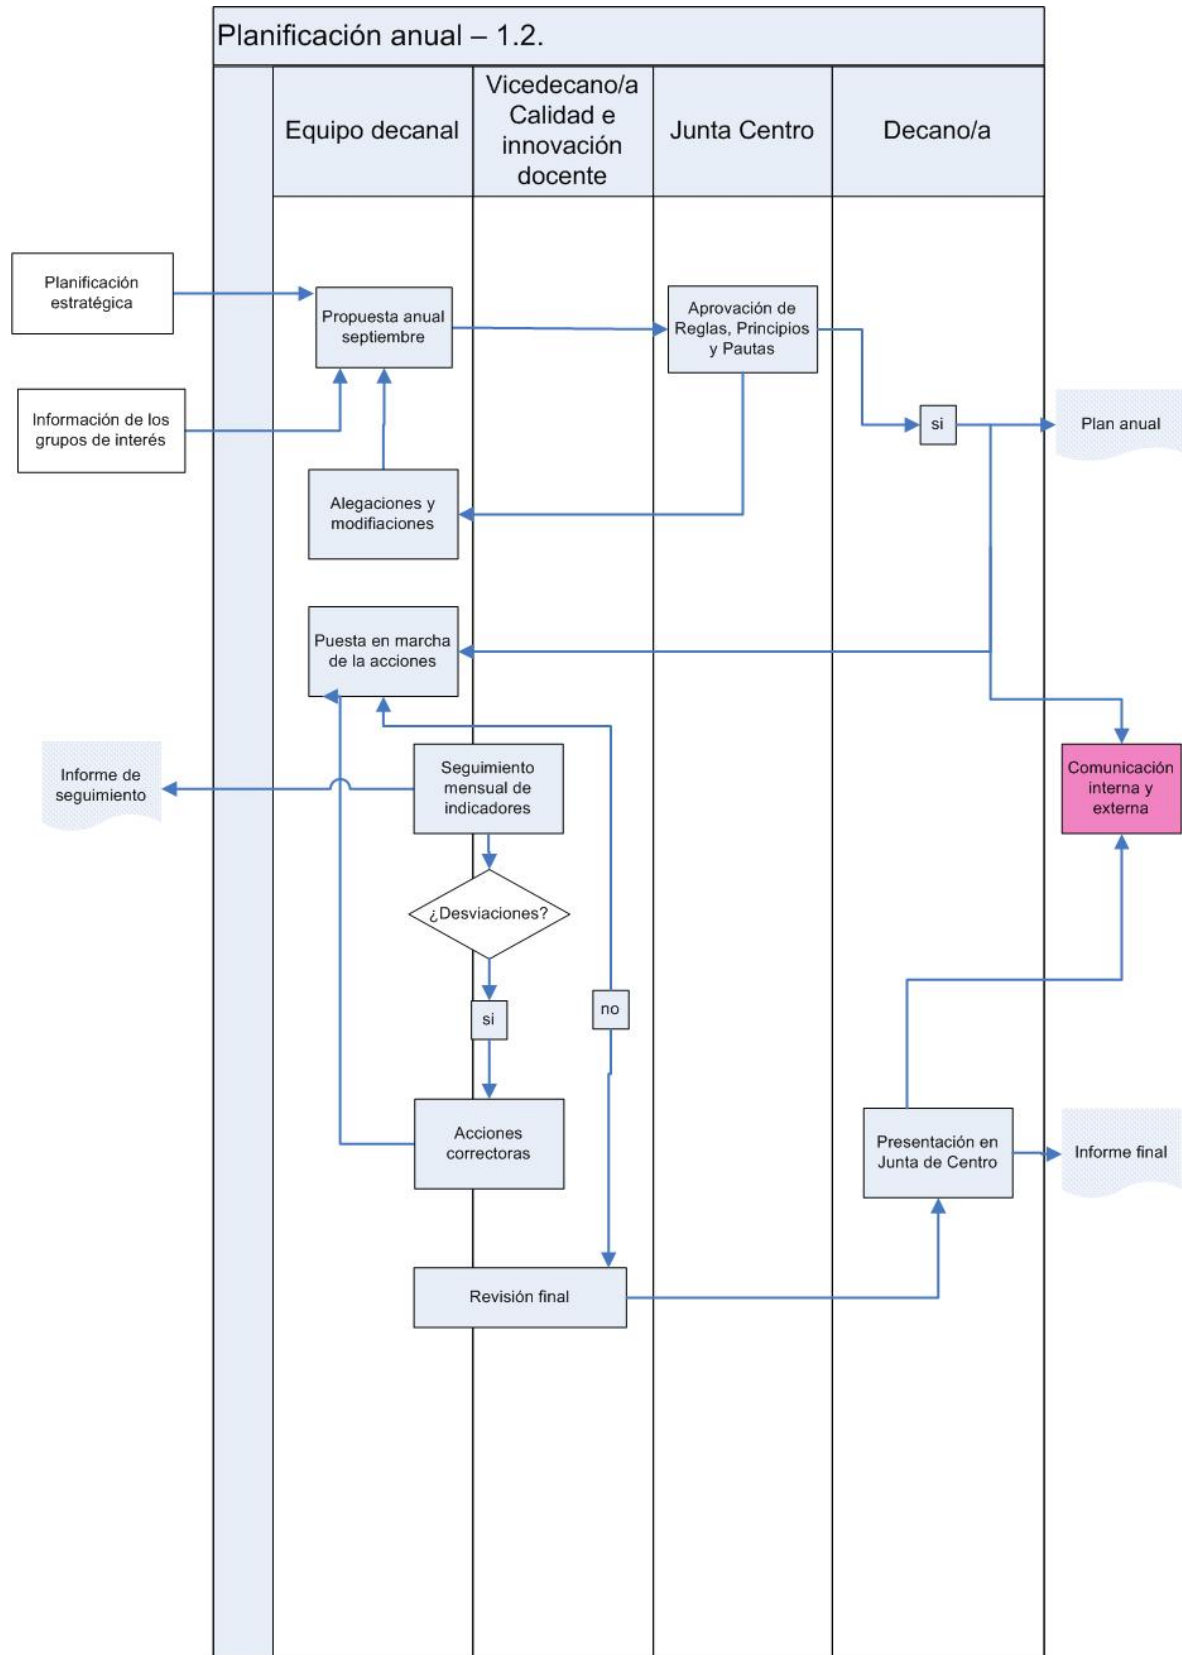 Planificación anual – 1.2.
Equipo decanal
Vicedecano/a
Calidad e
innovación
docente
Junta Centro
Decano/a
Planificación
estratégica
Propuesta anual
septiembre
Aprovación de
Reglas, Principios
y Pautas
Información de los
grupos de interés
si
Plan anual
Alegaciones y
modifiaciones
Puesta en marcha
de la acciones
Informe de
seguimiento
Seguimiento
mensual de
indicadores
Comunicación
interna y
externa
¿Desviaciones?
si
no
Acciones
correctoras
Presentación en
Junta de Centro
Informe final
Revisión final